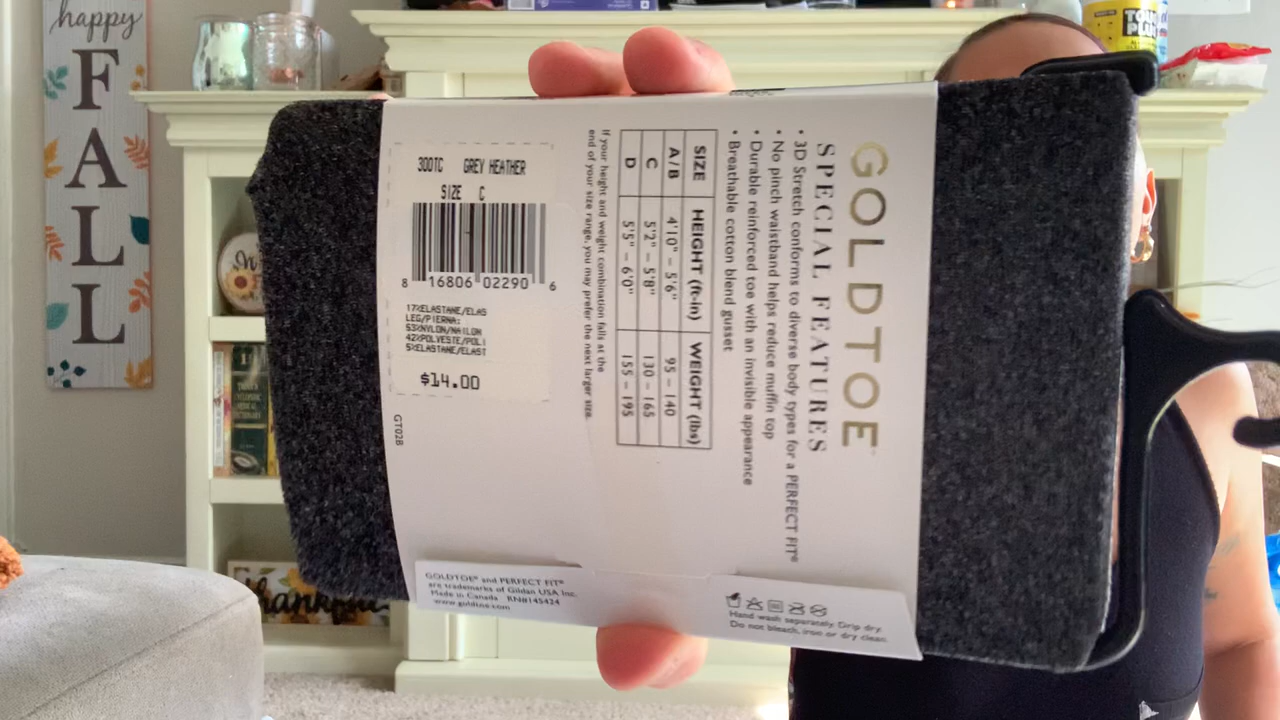 happy
FALL
TOUGH
In
thankful
GOLDTOE
SPECIAL FEATURES
• 3D Stretch conforms to diverse body types for a PERFECT FIT®
• No pinch waistband helps reduce muffin top
• Durable reinforced toe with an invisible appearance
• Breathable cotton blend gusset
SIZE HEIGHT (ft-in) WEIGHT (lbs)
A/B 4'10" – 5'6" 95 – 140
C 5'2" – 5'8" 130 – 165
D 5'5" – 6'0" 155 – 195
If your height and weight combination falls at the
end of your size range, you may prefer the next larger size.
300TC GREY HEATHER
SIZE C
8 16806 02290 6
17%ELASTANE/ELAS
LEG/PIERNA:
53%NYLON/NAILON
42%POLYESTE/POLI
5%ELASTANE/ELAST
$14.00
GT02B
GOLDTOE® and PERFECT FIT®
are trademarks of Gildan USA Inc.
Made in Canada RN#145424
www.goldtoe.com
Hand wash separately. Drip dry.
Do not bleach, iron or dry clean.